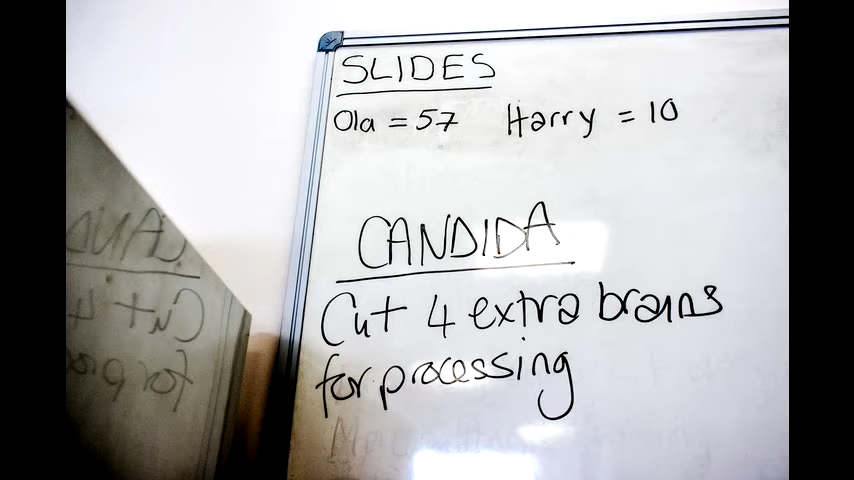 SLIDES
Ola = 57 Harry = 10
CANDIDA
Cut 4 extra brains
for processing